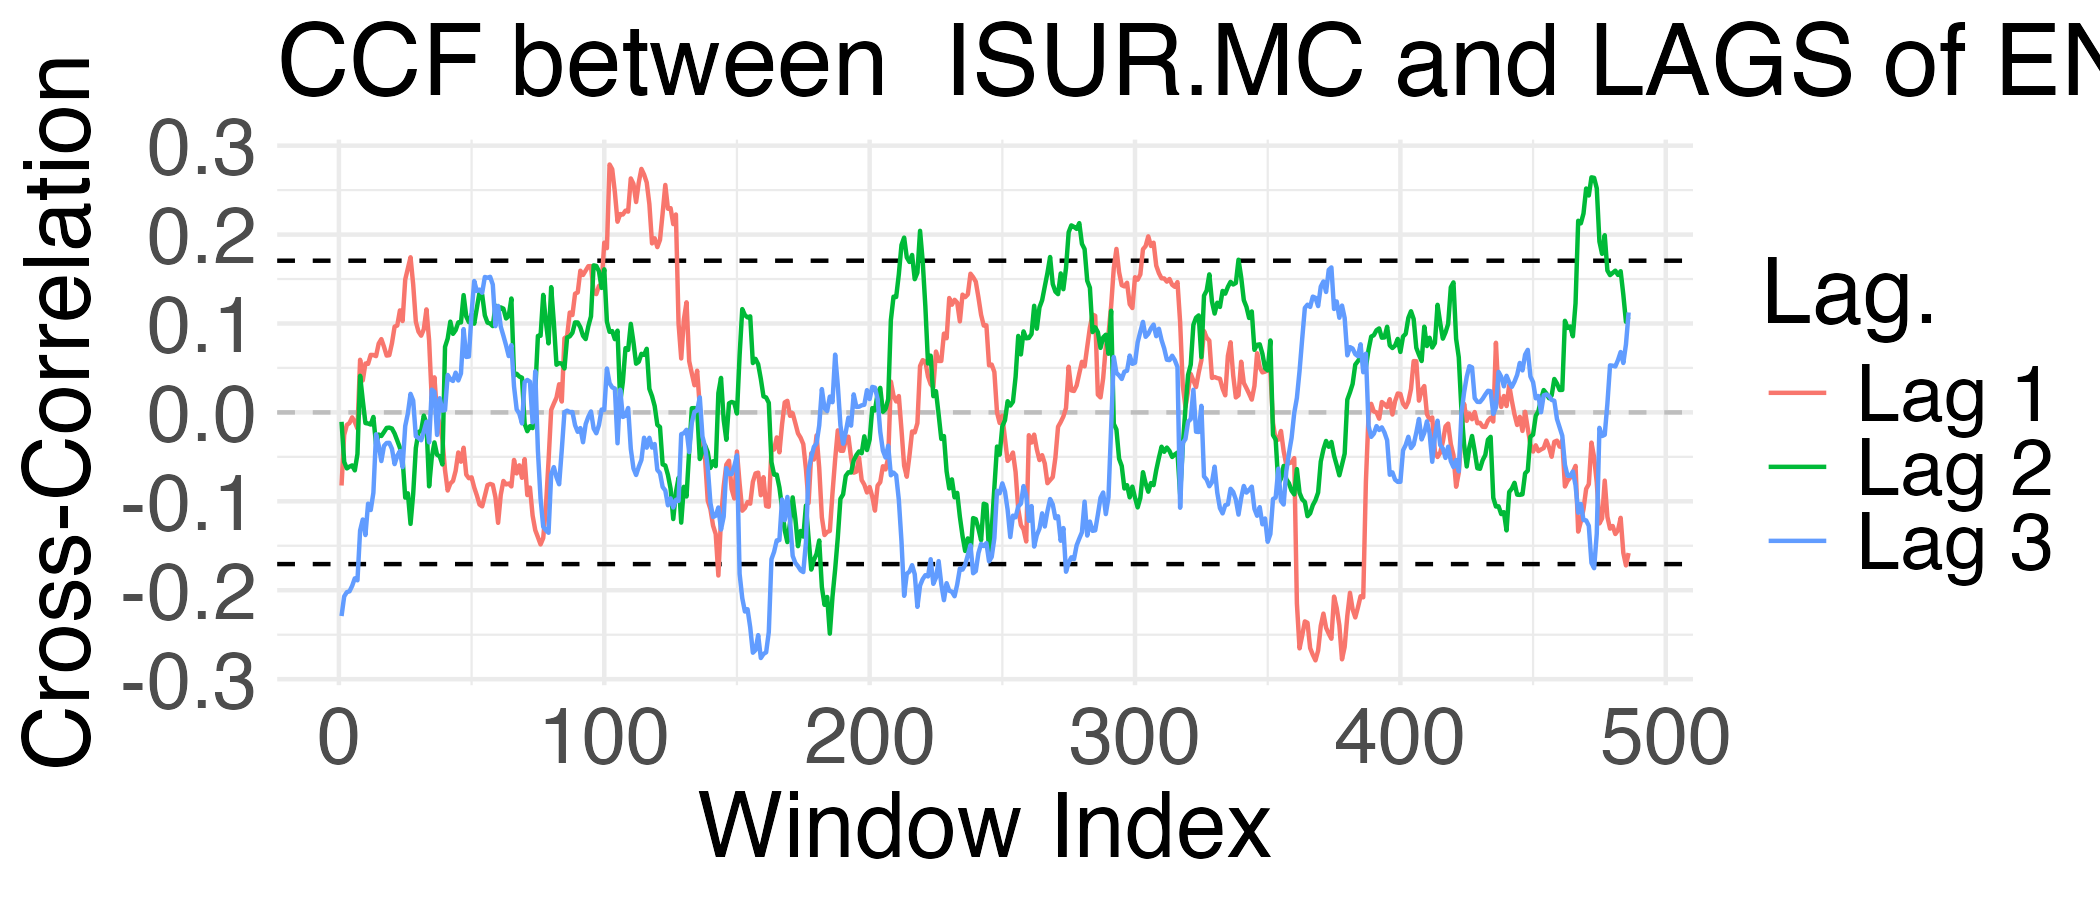 CCF between  ISUR.MC and LAGS of EN
Cross-Correlation
0.3
0.2
0.1
0.0
-0.1
-0.2
-0.3
0 100 200 300 400 500
Window Index
Lag.
Lag 1
Lag 2
Lag 3